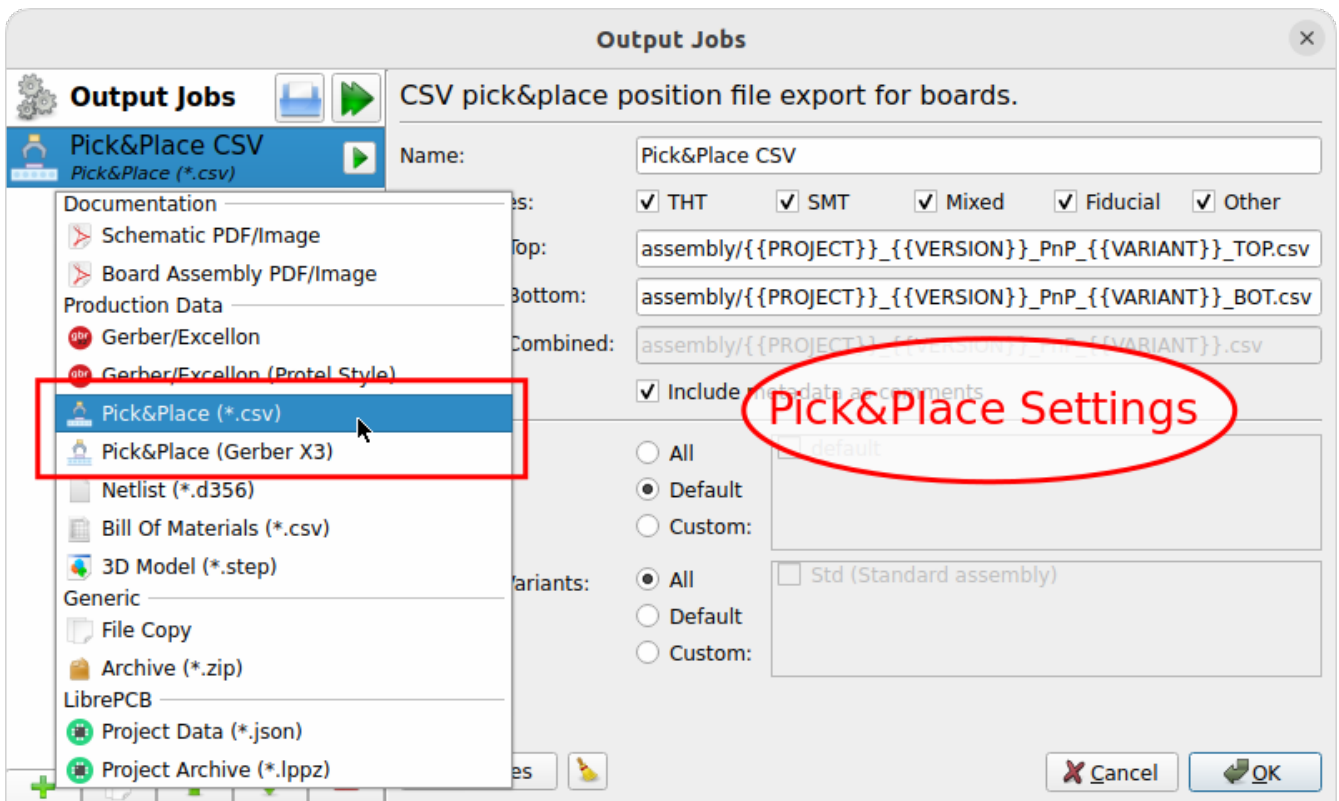 Output Jobs
Output Jobs
CSV pick&place position file export for boards.
Pick&Place CSV
Pick&Place (*.csv)
Name:
Pick&Place CSV
es:
THT
SMT
Mixed
Fiducial
Other
Top:
assembly/{{PROJECT}}_{{VERSION}}_PnP_{{VARIANT}}_TOP.csv
Bottom:
assembly/{{PROJECT}}_{{VERSION}}_PnP_{{VARIANT}}_BOT.csv
Combined:
assembly/{{PROJECT}}_{{VERSION}}_PnP_{{VARIANT}}.csv
Include metadata as comments
Pick&Place Settings
All
Default
Custom:
default
ariants:
All
Default
Custom:
Std (Standard assembly)
Documentation
Schematic PDF/Image
Board Assembly PDF/Image
Production Data
gbr
Gerber/Excellon
gbr
Gerber/Excellon (Protel Style)
Pick&Place (*.csv)
Pick&Place (Gerber X3)
Netlist (*.d356)
Bill Of Materials (*.csv)
3D Model (*.step)
Generic
File Copy
Archive (*.zip)
LibrePCB
Project Data (*.json)
Project Archive (*.lppz)
es
Cancel
OK